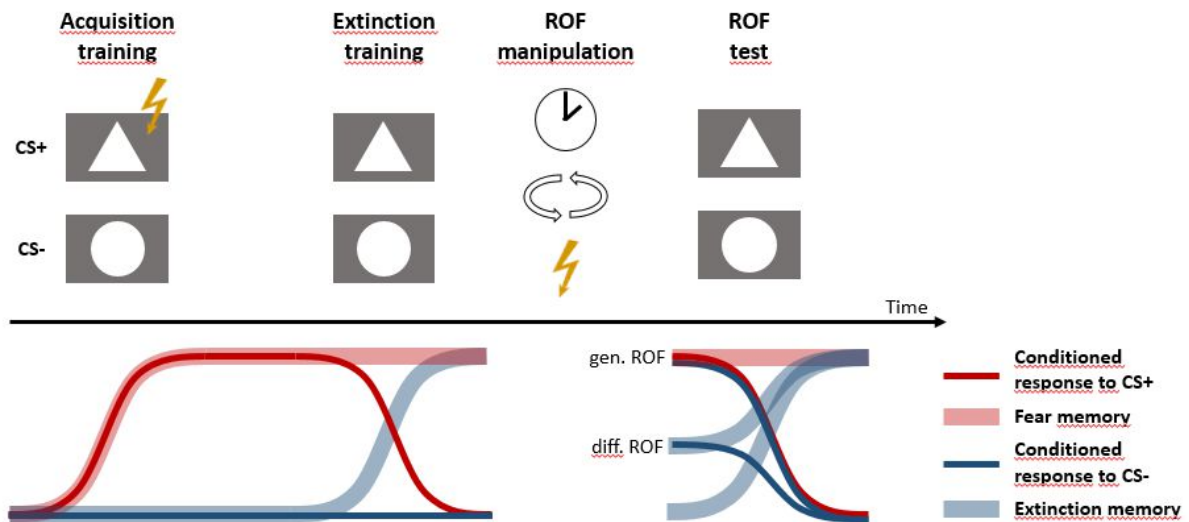 Acquisition
training
Extinction
training
ROF
manipulation
ROF
test
CS+
CS-
Time
gen. ROF
diff. ROF
Conditioned
response to CS+
Fear memory
Conditioned
response to CS-
Extinction memory